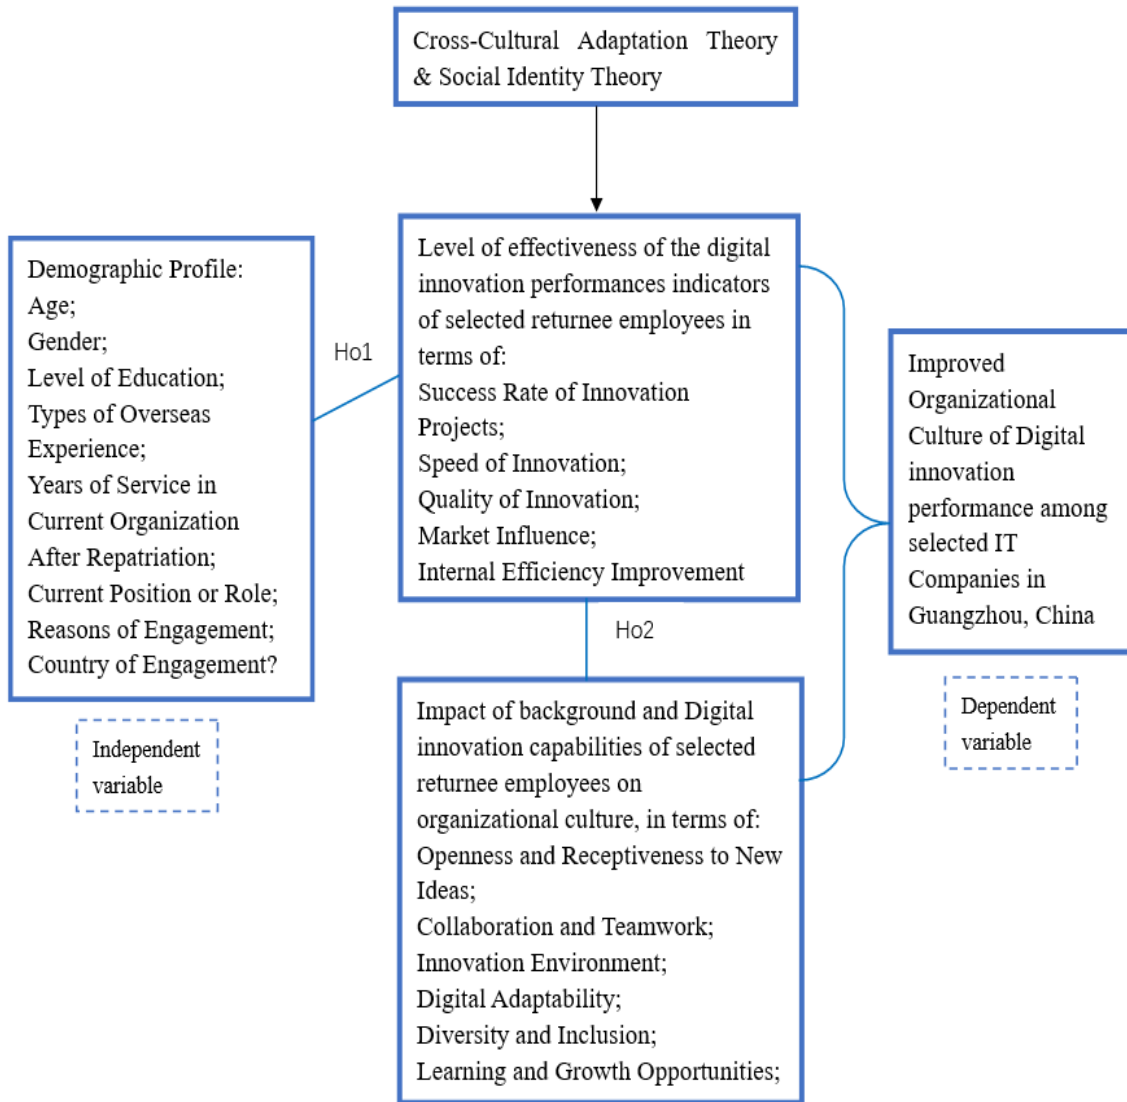 Cross-Cultural Adaptation Theory
& Social Identity Theory
Demographic Profile:
Age;
Gender;
Level of Education;
Types of Overseas
Experience;
Years of Service in
Current Organization
After Repatriation;
Current Position or Role;
Reasons of Engagement;
Country of Engagement?
Independent
variable
Ho1
Level of effectiveness of the digital
innovation performances indicators
of selected returnee employees in
terms of:
Success Rate of Innovation
Projects;
Speed of Innovation;
Quality of Innovation;
Market Influence;
Internal Efficiency Improvement
Ho2
Impact of background and Digital
innovation capabilities of selected
returnee employees on
organizational culture, in terms of:
Openness and Receptiveness to New
Ideas;
Collaboration and Teamwork;
Innovation Environment;
Digital Adaptability;
Diversity and Inclusion;
Learning and Growth Opportunities;
Improved
Organizational
Culture of Digital
innovation
performance among
selected IT
Companies in
Guangzhou, China
Dependent
variable